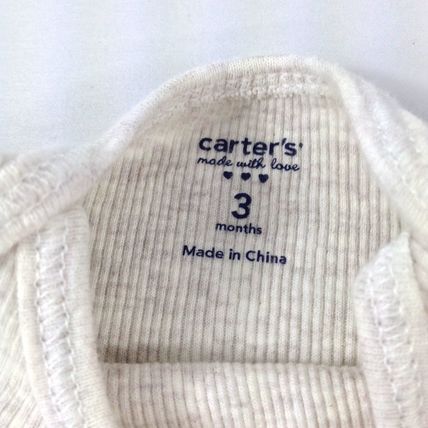 carter's
made with love
3
months
Made in China